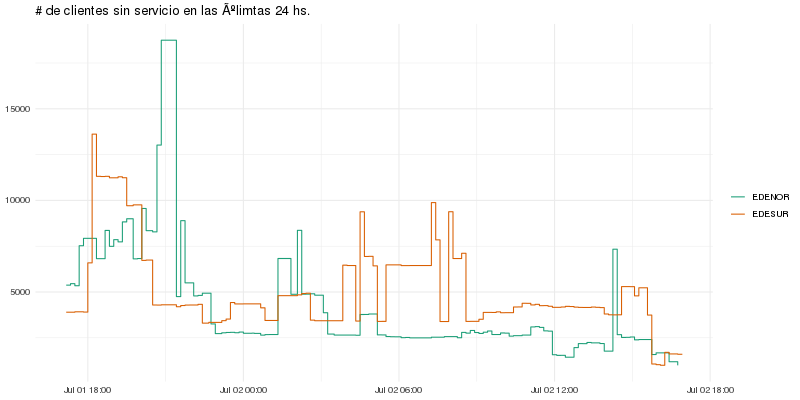 # de clientes sin servicio en las Ãºlimtas 24 hs.
15000
10000
5000
EDENOR
EDESUR
Jul 01 18:00
Jul 02 00:00
Jul 02 06:00
Jul 02 12:00
Jul 02 18:00